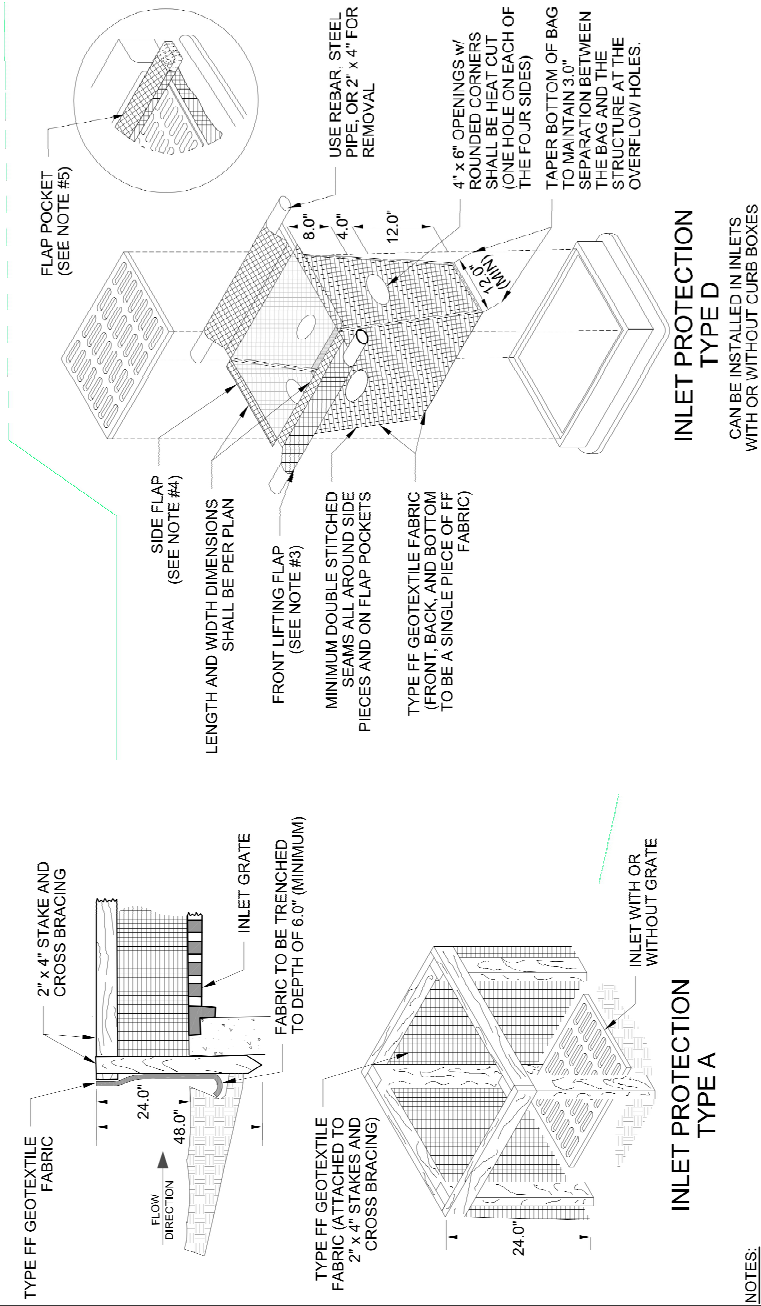 TYPE FF GEOTEXTILE
FABRIC
2" x 4" STAKE AND
CROSS BRACING
24.0"
48.0"
FLOW
DIRECTION
INLET GRATE
FABRIC TO BE TRENCHED
TO DEPTH OF 6.0" (MINIMUM)
TYPE FF GEOTEXTILE
FABRIC (ATTACHED TO
2" x 4" STAKES AND
CROSS BRACING)
24.0"
INLET WITH OR
WITHOUT GRATE
INLET PROTECTION
TYPE A
FLAP POCKET
(SEE NOTE #5)
SIDE FLAP
(SEE NOTE #4)
LENGTH AND WIDTH DIMENSIONS
SHALL BE PER PLAN
FRONT LIFTING FLAP
(SEE NOTE #3)
MINIMUM DOUBLE STITCHED
SEAMS ALL AROUND SIDE
PIECES AND ON FLAP POCKETS
TYPE FF GEOTEXTILE FABRIC
(FRONT, BACK, AND BOTTOM
TO BE A SINGLE PIECE OF FF
FABRIC)
USE REBAR, STEEL
PIPE, OR 2" x 4" FOR
REMOVAL
8.0"
4.0"
12.0"
12.0"
(MIN)
4" x 6" OPENINGS w/
ROUNDED CORNERS
SHALL BE HEAT CUT
(ONE HOLE ON EACH OF
THE FOUR SIDES)
TAPER BOTTOM OF BAG
TO MAINTAIN 3.0"
SEPARATION BETWEEN
THE BAG AND THE
STRUCTURE AT THE
OVERFLOW HOLES.
INLET PROTECTION
TYPE D
CAN BE INSTALLED IN INLETS
WITH OR WITHOUT CURB BOXES
NOTES: